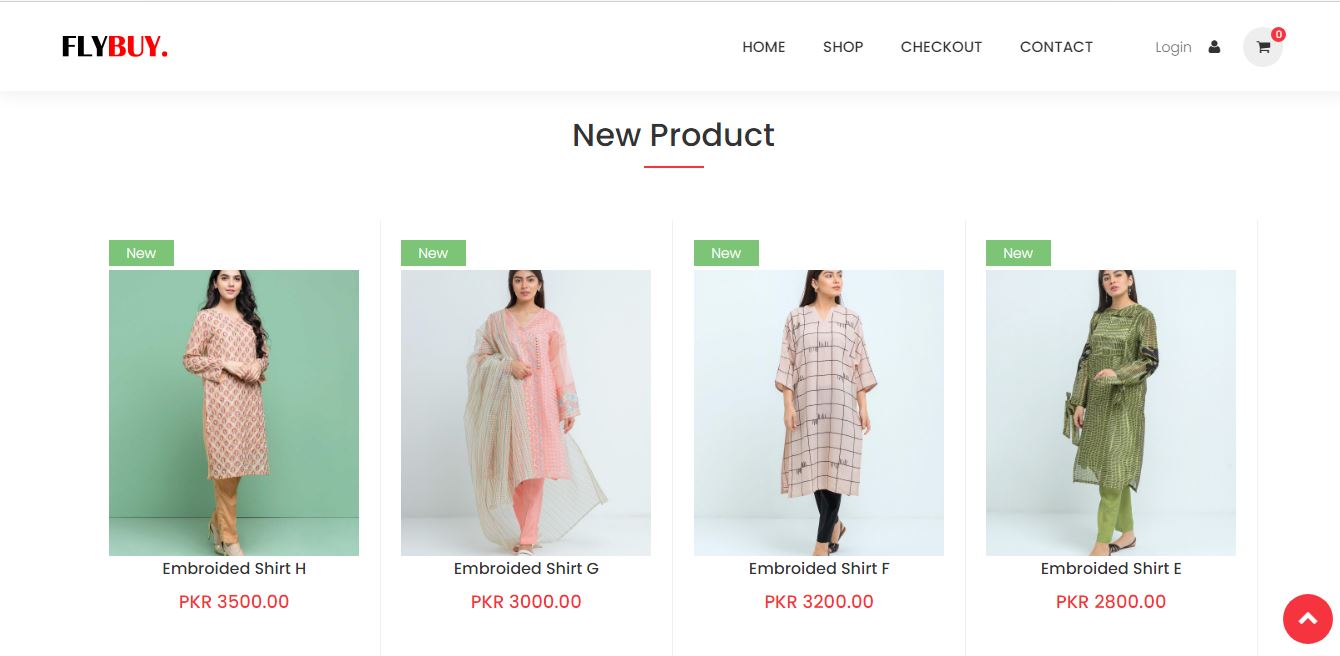 FLYBUY.
HOME SHOP CHECKOUT CONTACT Login 0
New Product
New New New New
Embroided Shirt H Embroided Shirt G Embroided Shirt F Embroided Shirt E
PKR 3500.00 PKR 3000.00 PKR 3200.00 PKR 2800.00